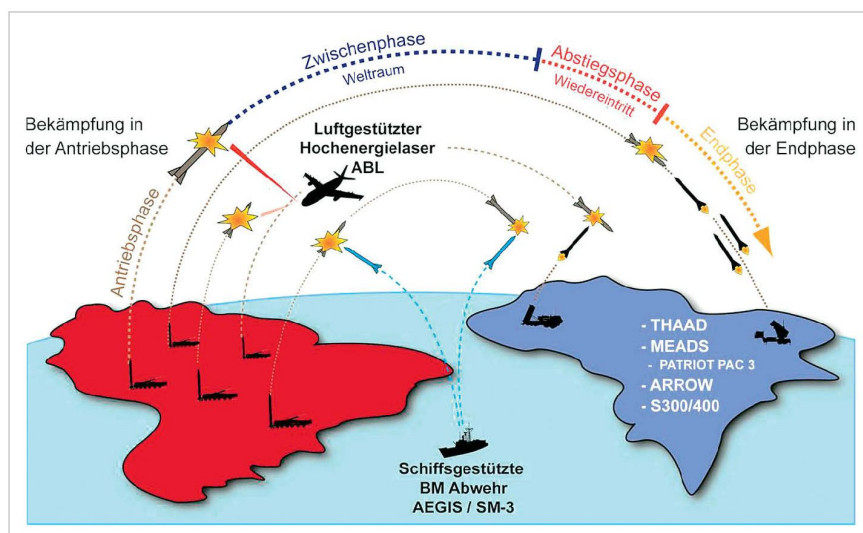 Zwischenphase
Weltraum
Abstiegsphase
Wiedereintritt
Endphase
Antriebsphase
Bekämpfung in
der Antriebsphase
Luftgestützter
Hochenergielaser
ABL
Bekämpfung in
der Endphase
- THAAD
- MEADS
- PATRIOT PAC 3
- ARROW
- S300/400
Schiffsgestützte
BM Abwehr
AEGIS / SM-3